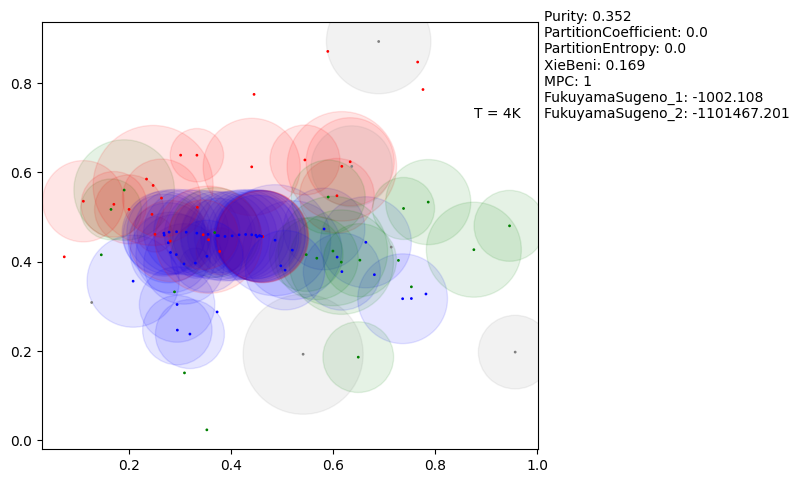 Purity: 0.352
PartitionCoefficient: 0.0
PartitionEntropy: 0.0
XieBeni: 0.169
MPC: 1
FukuyamaSugeno_1: -1002.108
FukuyamaSugeno_2: -1101467.201
T = 4K
0.8
0.6
0.4
0.2
0.0
0.2 0.4 0.6 0.8 1.0